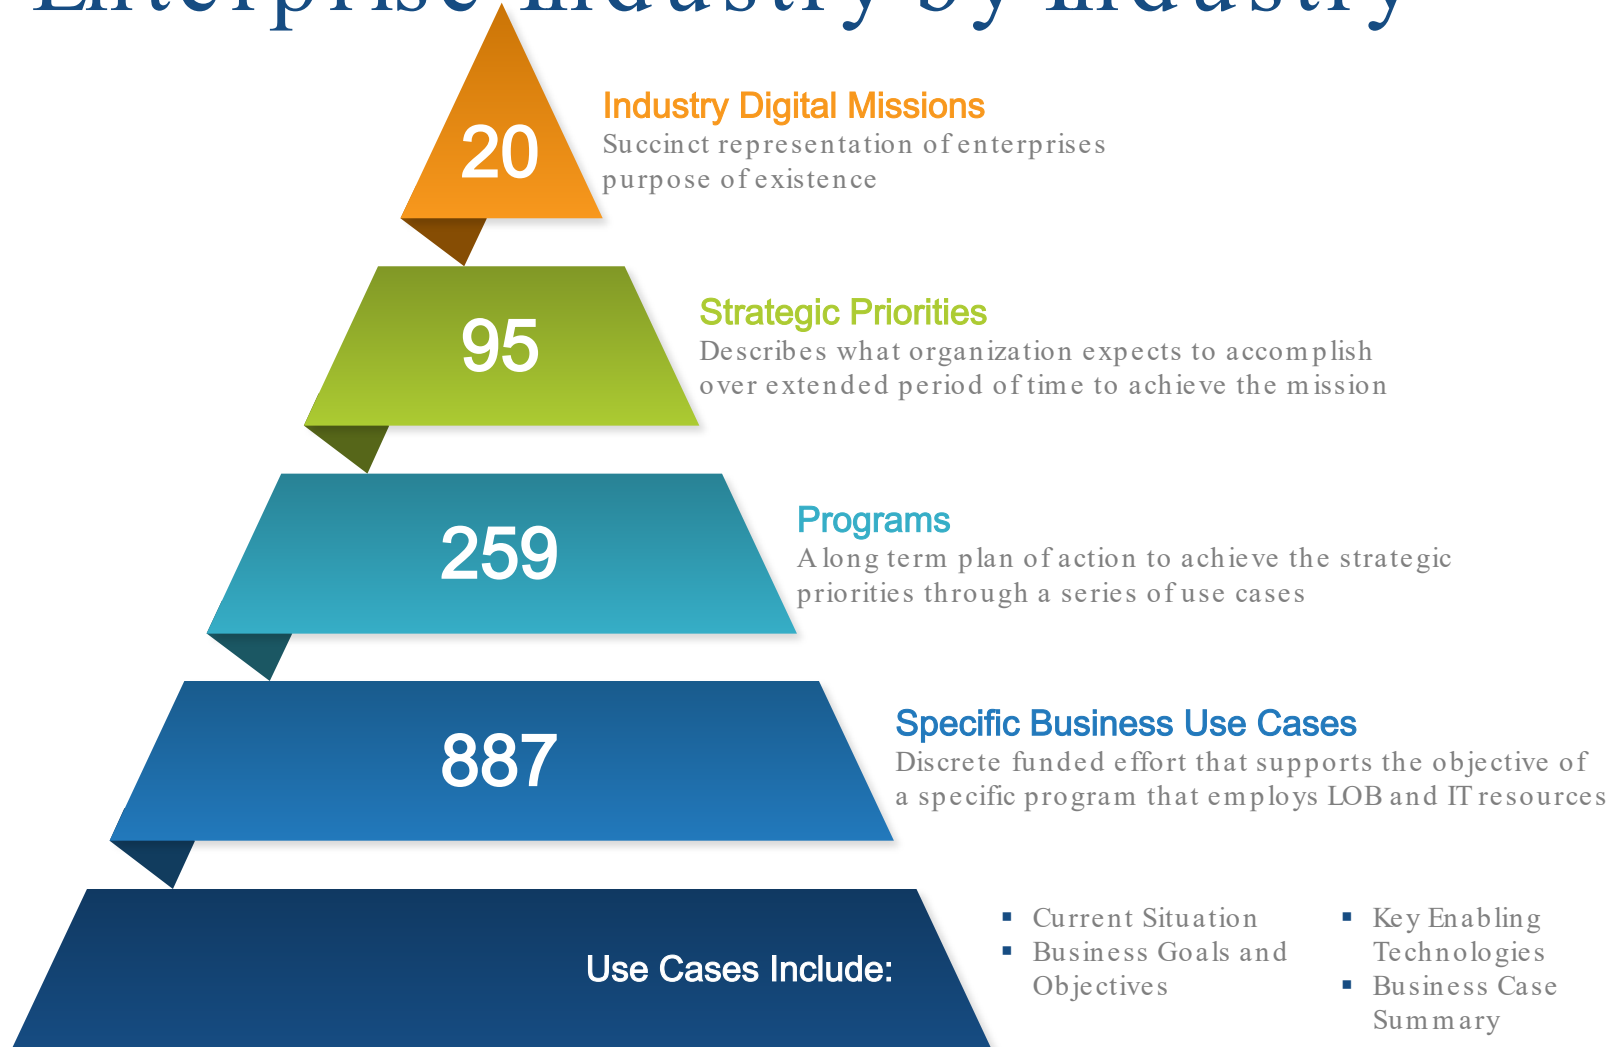 Enterprise Industry by Industry
20
Industry Digital Missions
Succinct representation of enterprises
purpose of existence
95
Strategic Priorities
Describes what organization expects to accomplish
over extended period of time to achieve the mission
259
Programs
A long term plan of action to achieve the strategic
priorities through a series of use cases
887
Specific Business Use Cases
Discrete funded effort that supports the objective of
a specific program that employs LOB and IT resources
Use Cases Include:
▪ Current Situation
▪ Business Goals and
Objectives
▪ Key Enabling
Technologies
▪ Business Case
Summary